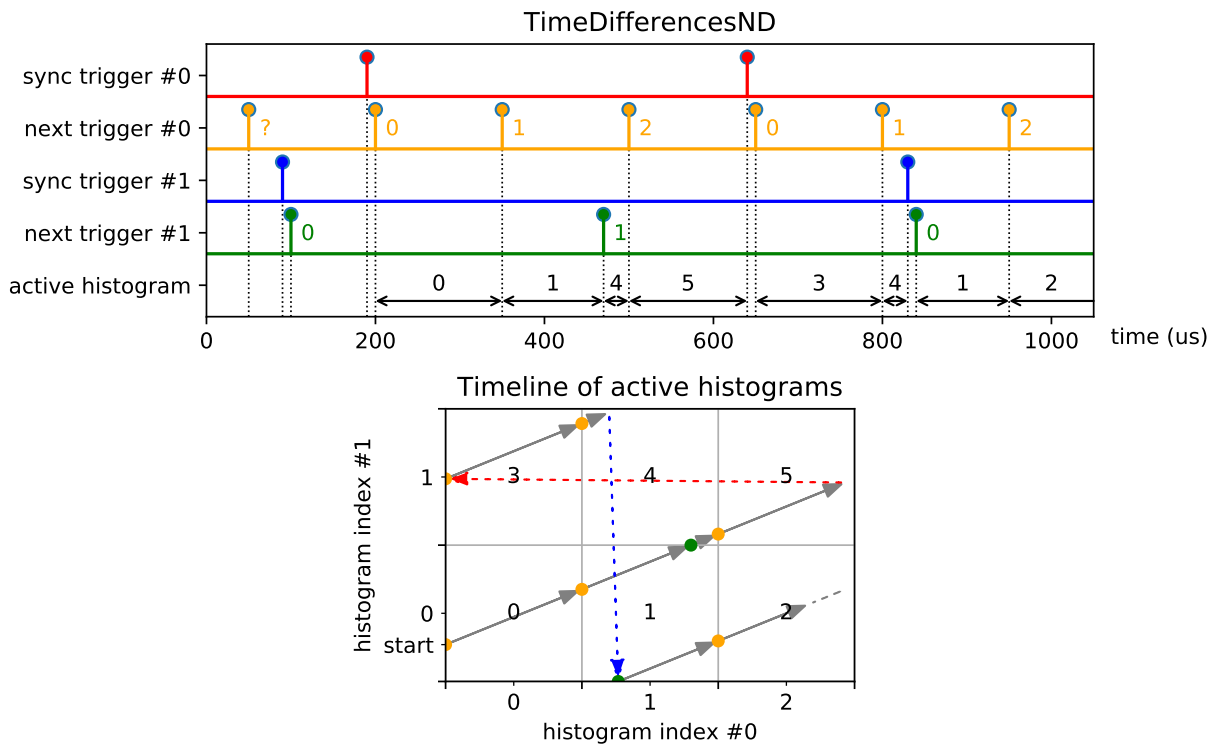 TimeDifferencesND
sync trigger #0
next trigger #0 ? 0 1 2 0 1 2
sync trigger #1
next trigger #1 0 1 0
active histogram 0 1 4 5 3 4 1 2
0 200 400 600 800 1000 time (us)
Timeline of active histograms
histogram index #1
1 3 4 5
0 0 1 2
start
0 1 2
histogram index #0